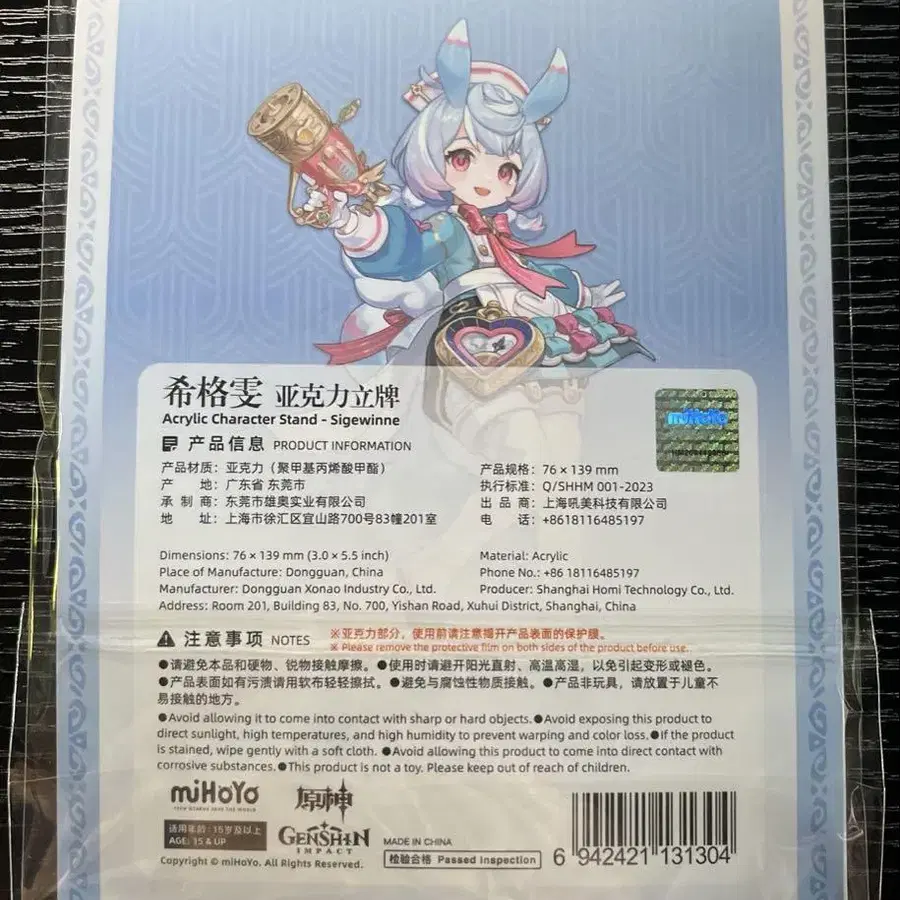 希格雯 亚克力立牌
Acrylic Character Stand - Sigewinne
miHoYo
产品信息 PRODUCT INFORMATION
产品材质：亚克力（聚甲基丙烯酸甲酯） 产品规格：76 × 139 mm
产 地：广东省 东莞市 执行标准：Q/SHHM 001-2023
承 制 商：东莞市雄奥实业有限公司 出 品 商：上海吼美科技有限公司
地 址：上海市徐汇区宜山路700号83幢201室 电 话：+8618116485197
Dimensions: 76 × 139 mm (3.0 × 5.5 inch) Material: Acrylic
Place of Manufacture: Dongguan, China Phone No.: +86 18116485197
Manufacturer: Dongguan Xonao Industry Co., Ltd. Producer: Shanghai Homi Technology Co., Ltd.
Address: Room 201, Building 83, No. 700, Yishan Road, Xuhui District, Shanghai, China
注意事项 NOTES
※亚克力部分，使用前请注意揭开产品表面的保护膜。
※ Please remove the protective film on both sides of the product before use.
●请避免本品和硬物、锐物接触摩擦。●使用时请避开阳光直射、高温高湿，以免引起变形或褪色。
●产品表面如有污渍请用软布轻轻擦拭。●避免与腐蚀性物质接触。●产品非玩具，请放置于儿童不
易接触的地方。
●Avoid allowing it to come into contact with sharp or hard objects.●Avoid exposing this product to
direct sunlight, high temperatures, and high humidity to prevent warping and color loss.●If the product
is stained, wipe gently with a soft cloth. ●Avoid allowing this product to come into direct contact with
corrosive substances.●This product is not a toy. Please keep out of reach of children.
miHoYo
TECH OTAKUS SAVE THE WORLD
原神
GENSHIN
IMPACT
适用年龄：15岁及以上
AGE: 15 & UP
Copyright © miHoYo. All Rights Reserved.
MADE IN CHINA
检验合格 Passed Inspection
6 942421 131304